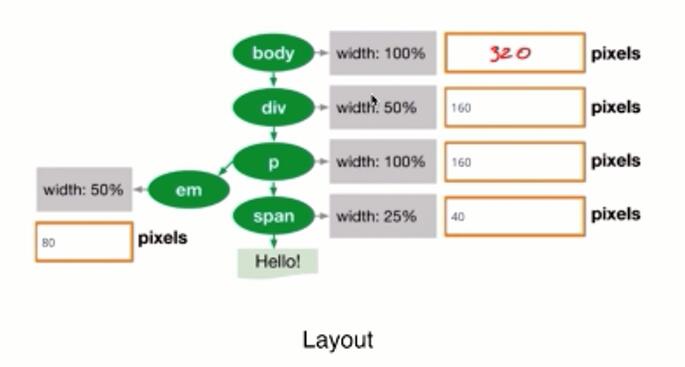 body width: 100% 320 pixels
div width: 50% 160 pixels
p width: 100% 160 pixels
width: 50% em
span width: 25% 40 pixels
80 pixels
Hello!
Layout